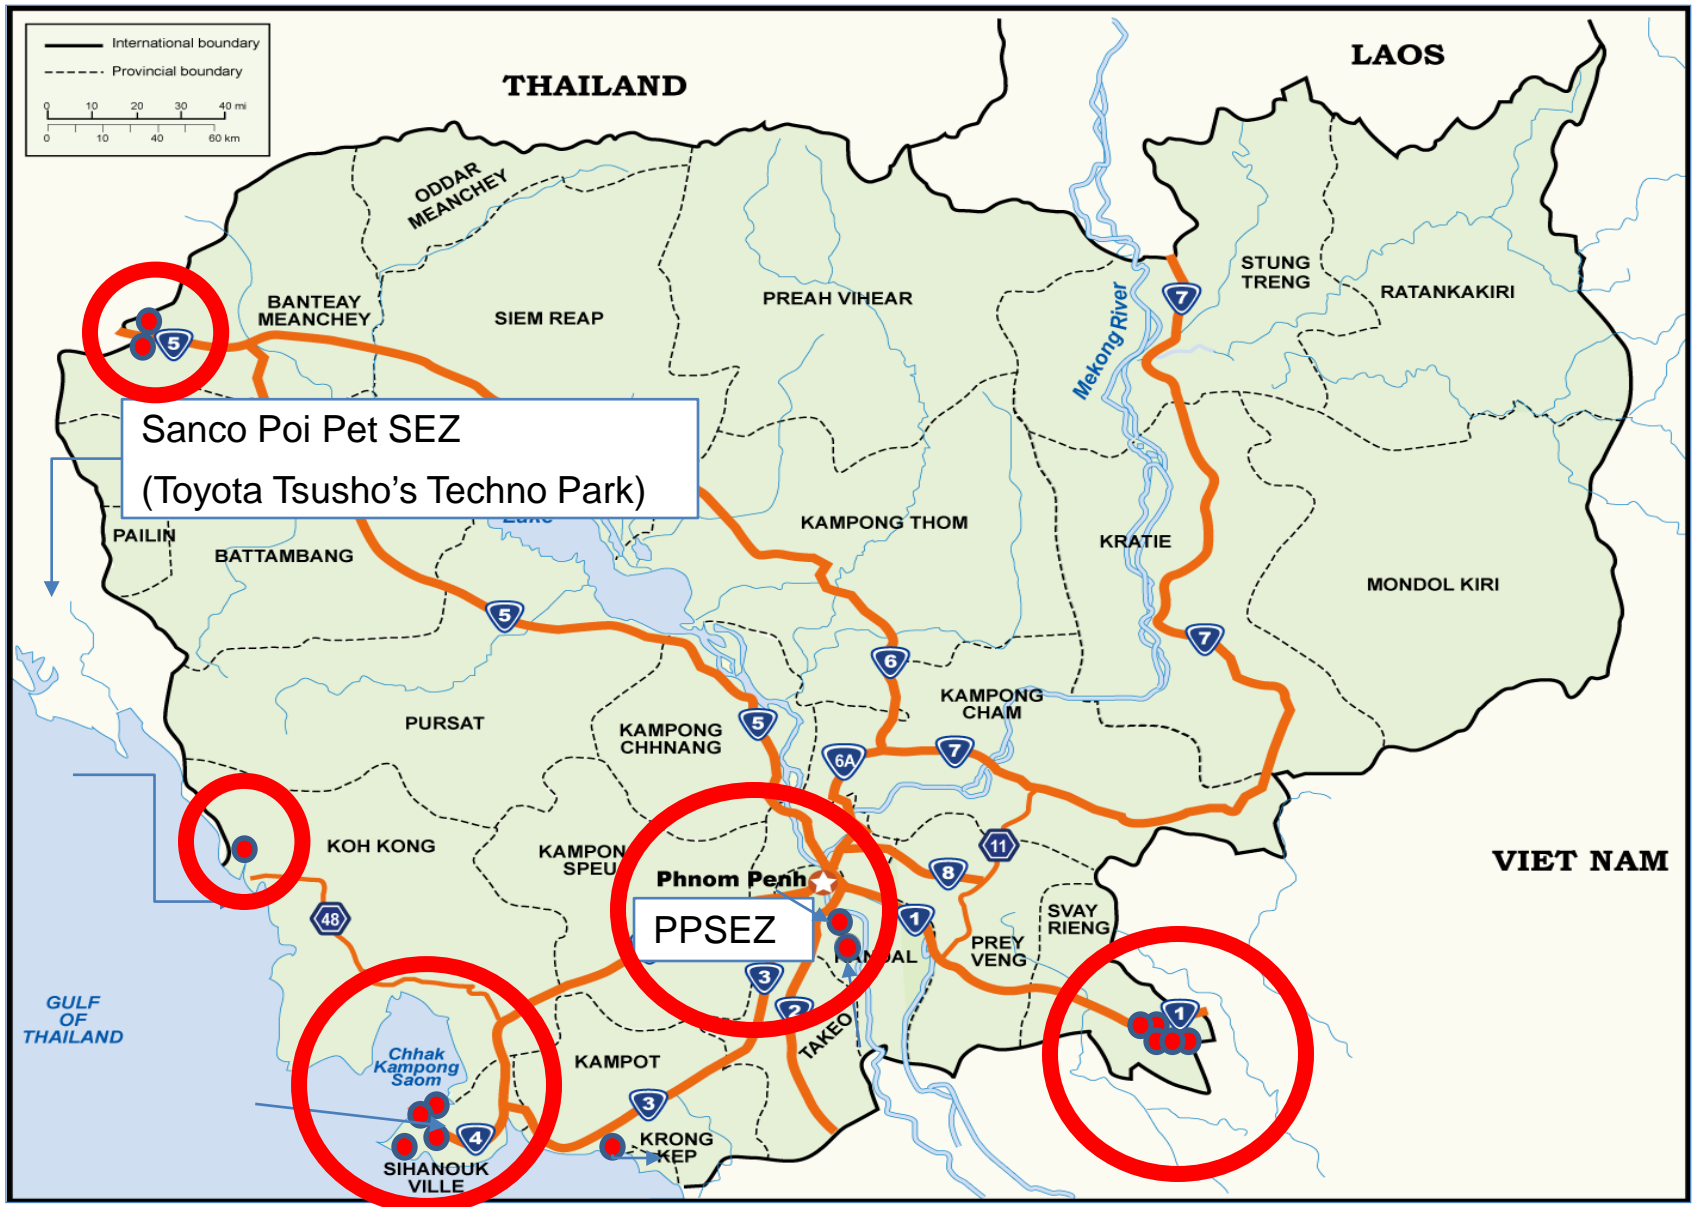 International boundary
Provincial boundary
0 10 20 30 40 mi
0 10 40 60 km
THAILAND
LAOS
ODDAR
MEANCHEY
BANTEAY
MEANCHEY
SIEM REAP
PREAH VIHEAR
STUNG
TRENG
RATANKAKIRI
7
5
Mekong River
Sanco Poi Pet SEZ
(Toyota Tsusho’s Techno Park)
Lake
PAILIN
BATTAMBANG
KAMPONG THOM
KRATIE
MONDOL KIRI
5
7
6
KAMPONG
CHAM
PURSAT
KAMPONG
CHHNANG
5
7
6A
KOH KONG
KAMPON
SPEU
11
8
VIET NAM
Phnom Penh
48
PPSEZ
1
SVAY
RIENG
PREY
VENG
KANDAL
3
2
1
GULF
OF
THAILAND
TAKEO
Chhak
Kampong
Saom
KAMPOT
3
4
KRONG
KEP
SIHANOUK
VILLE